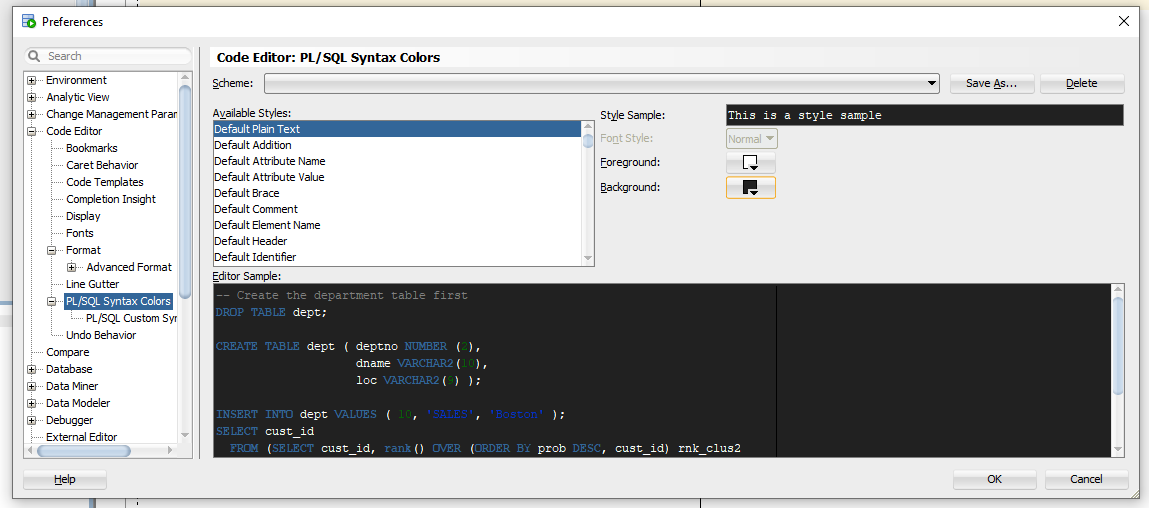 Preferences
Search
Environment
Analytic View
Change Management Parar
Code Editor
Bookmarks
Caret Behavior
Code Templates
Completion Insight
Display
Fonts
Format
Advanced Format
Line Gutter
PL/SQL Syntax Colors
PL/SQL Custom Syr
Undo Behavior
Compare
Database
Data Miner
Data Modeler
Debugger
External Editor
Code Editor: PL/SQL Syntax Colors
Scheme:
Save As...
Delete
Available Styles:
Default Plain Text
Default Addition
Default Attribute Name
Default Attribute Value
Default Brace
Default Comment
Default Element Name
Default Header
Default Identifier
Style Sample:
This is a style sample
Font Style:
Normal
Foreground:
Background:
Editor Sample:
-- Create the department table first
DROP TABLE dept;
CREATE TABLE dept ( deptno NUMBER (2),
dname VARCHAR2(10),
loc VARCHAR2(9) );
INSERT INTO dept VALUES ( 10, 'SALES', 'Boston' );
SELECT cust_id
FROM (SELECT cust_id, rank() OVER (ORDER BY prob DESC, cust_id) rnk_clus2
Help
OK
Cancel